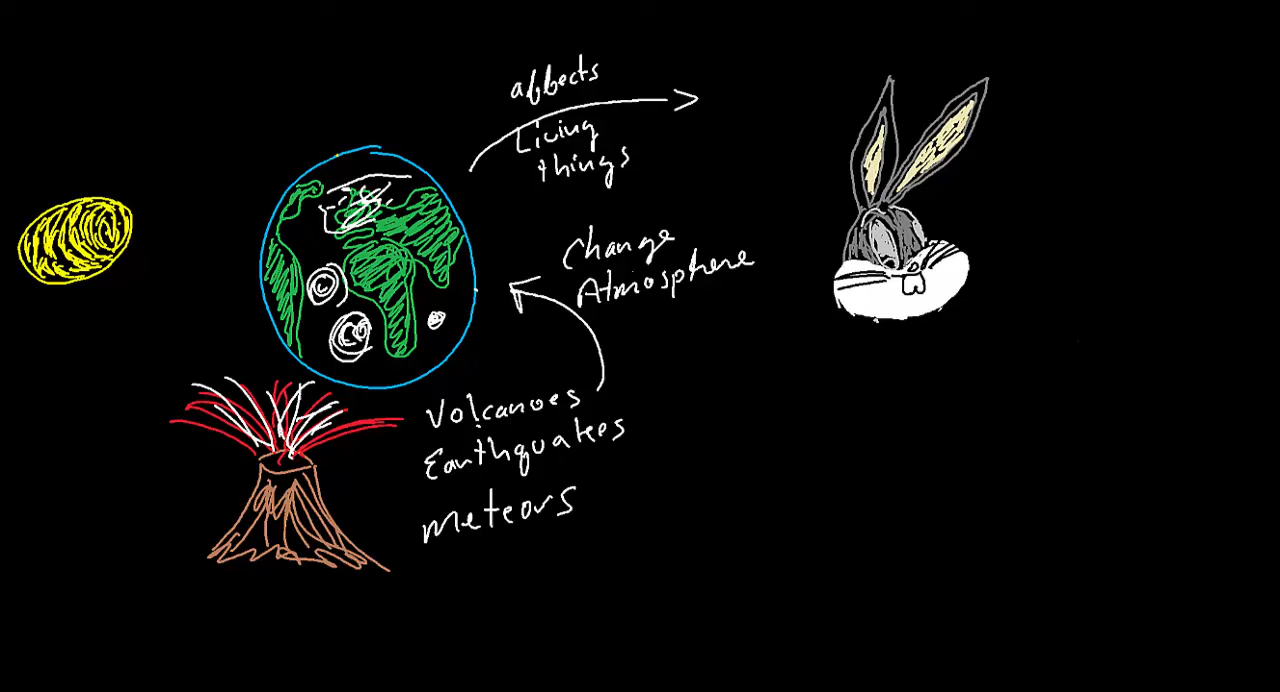 affects
Living
things
Change
Atmosphere
Volcanoes
Earthquakes
meteors